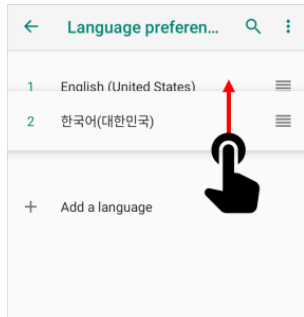 Language preferen...
1 English (United States)
2 한국어(대한민국)
+ Add a language